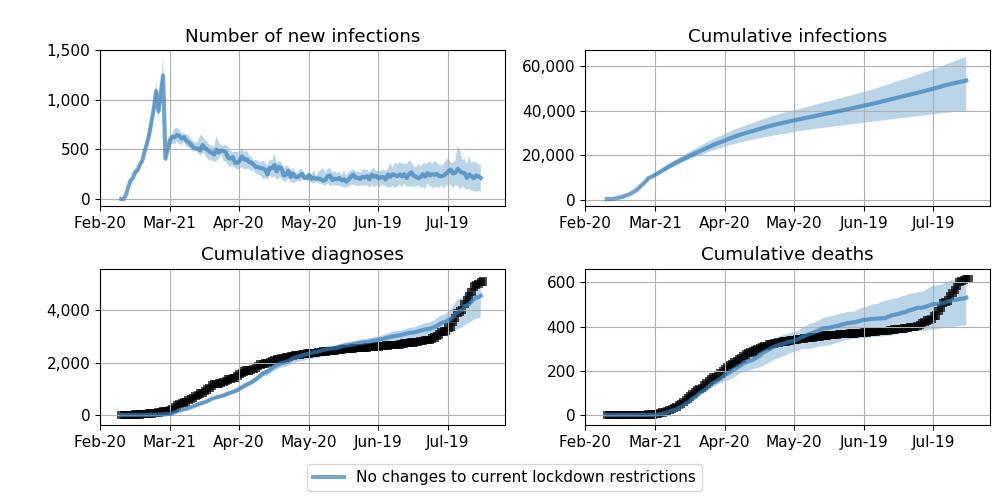 Number of new infections
1,500
1,000
500
0
Feb-20 Mar-21 Apr-20 May-20 Jun-19 Jul-19
Cumulative infections
60,000
40,000
20,000
0
Feb-20 Mar-21 Apr-20 May-20 Jun-19 Jul-19
Cumulative diagnoses
4,000
2,000
0
Feb-20 Mar-21 Apr-20 May-20 Jun-19 Jul-19
Cumulative deaths
600
400
200
0
Feb-20 Mar-21 Apr-20 May-20 Jun-19 Jul-19
No changes to current lockdown restrictions